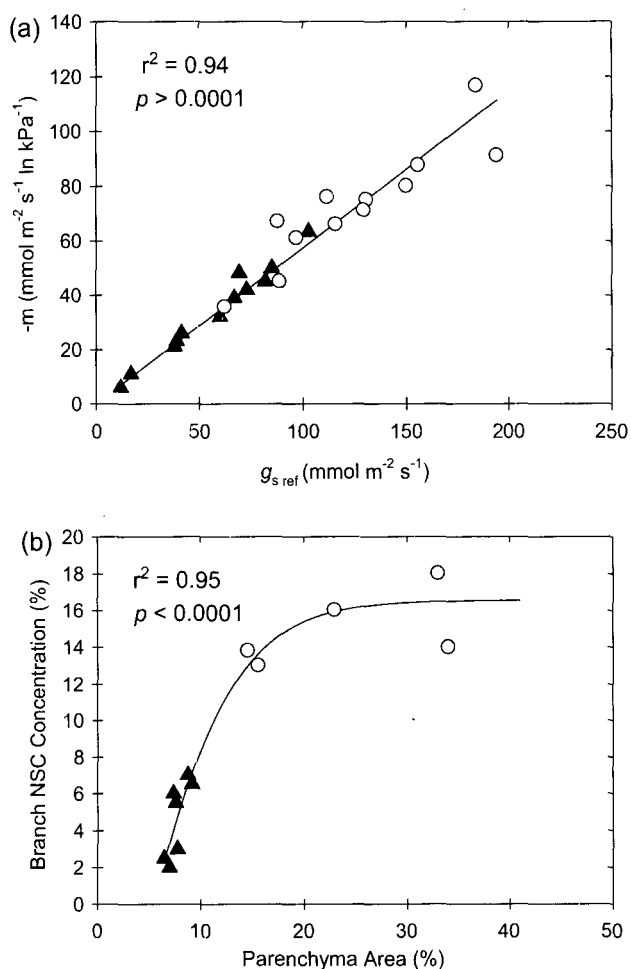 (a)
r² = 0.94
p > 0.0001
-m (mmol m⁻² s⁻¹ ln kPa⁻¹)
140
120
100
80
60
40
20
0
0 50 100 150 200 250
gs ref (mmol m⁻² s⁻¹)
(b)
r² = 0.95
p < 0.0001
Branch NSC Concentration (%)
20
18
16
14
12
10
8
6
4
2
0
0 10 20 30 40 50
Parenchyma Area (%)